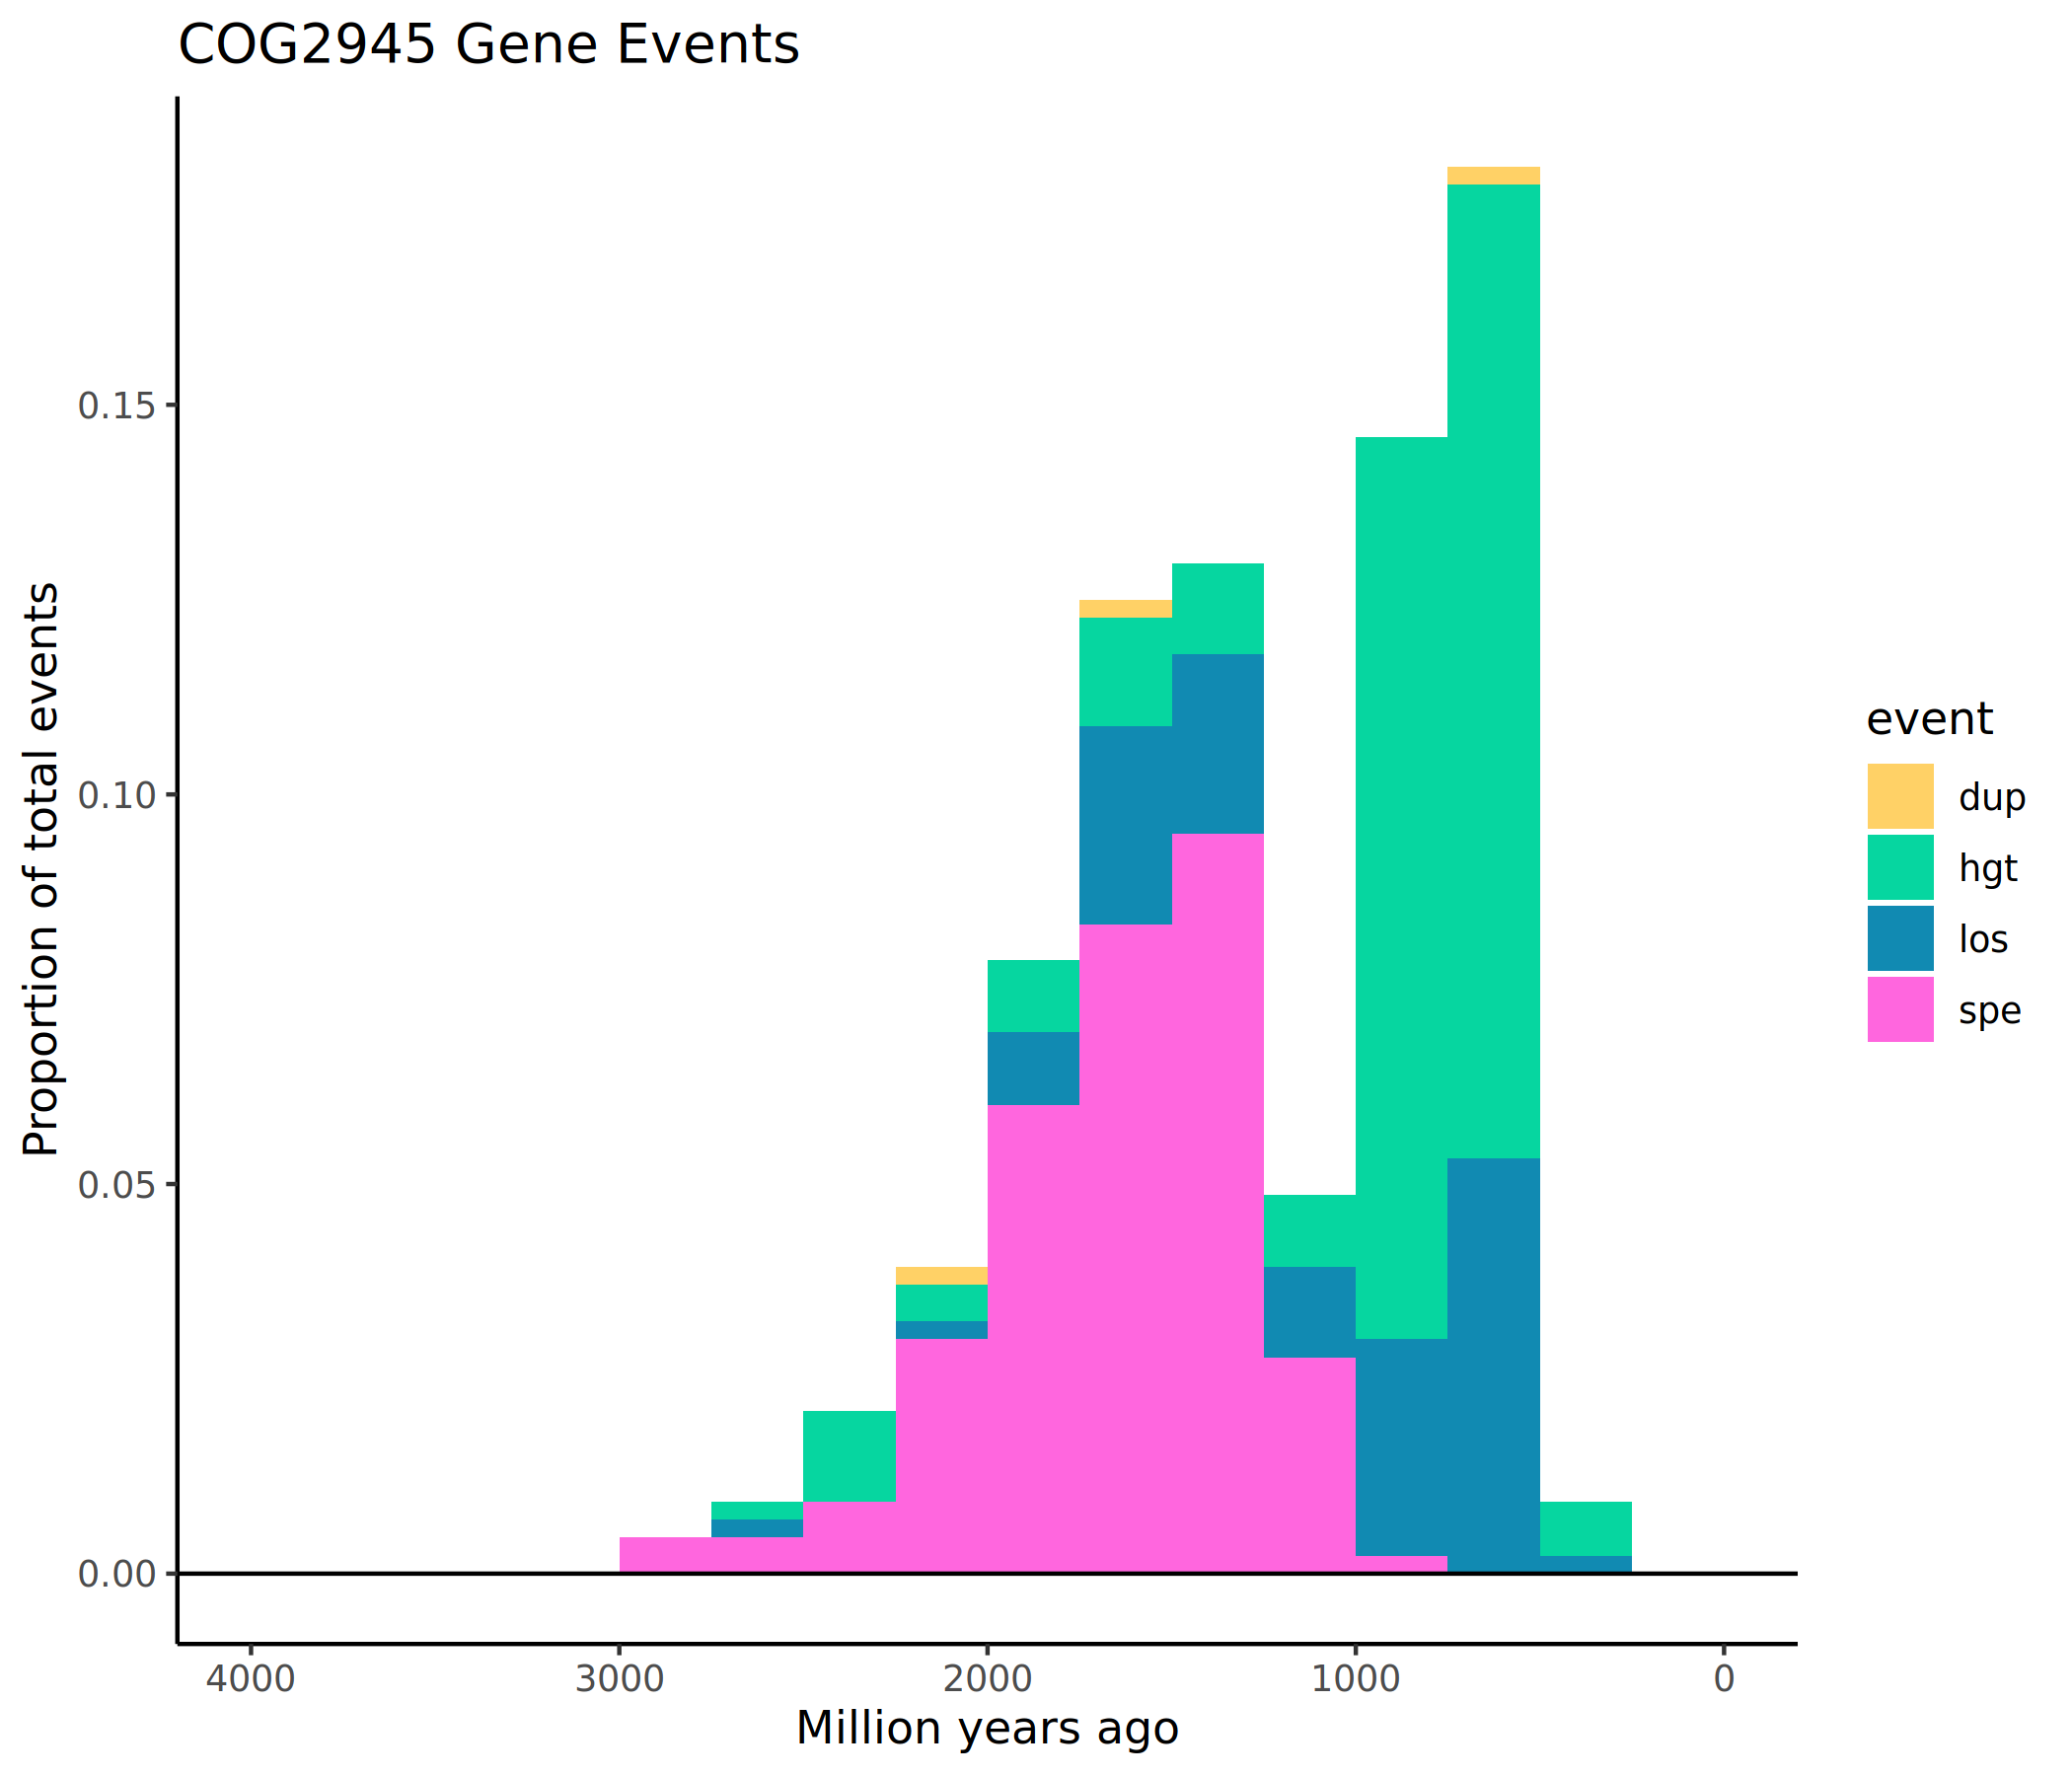 COG2945 Gene Events
Proportion of total events
0.15
0.10
0.05
0.00
4000 3000 2000 1000 0
Million years ago
event
dup
hgt
los
spe